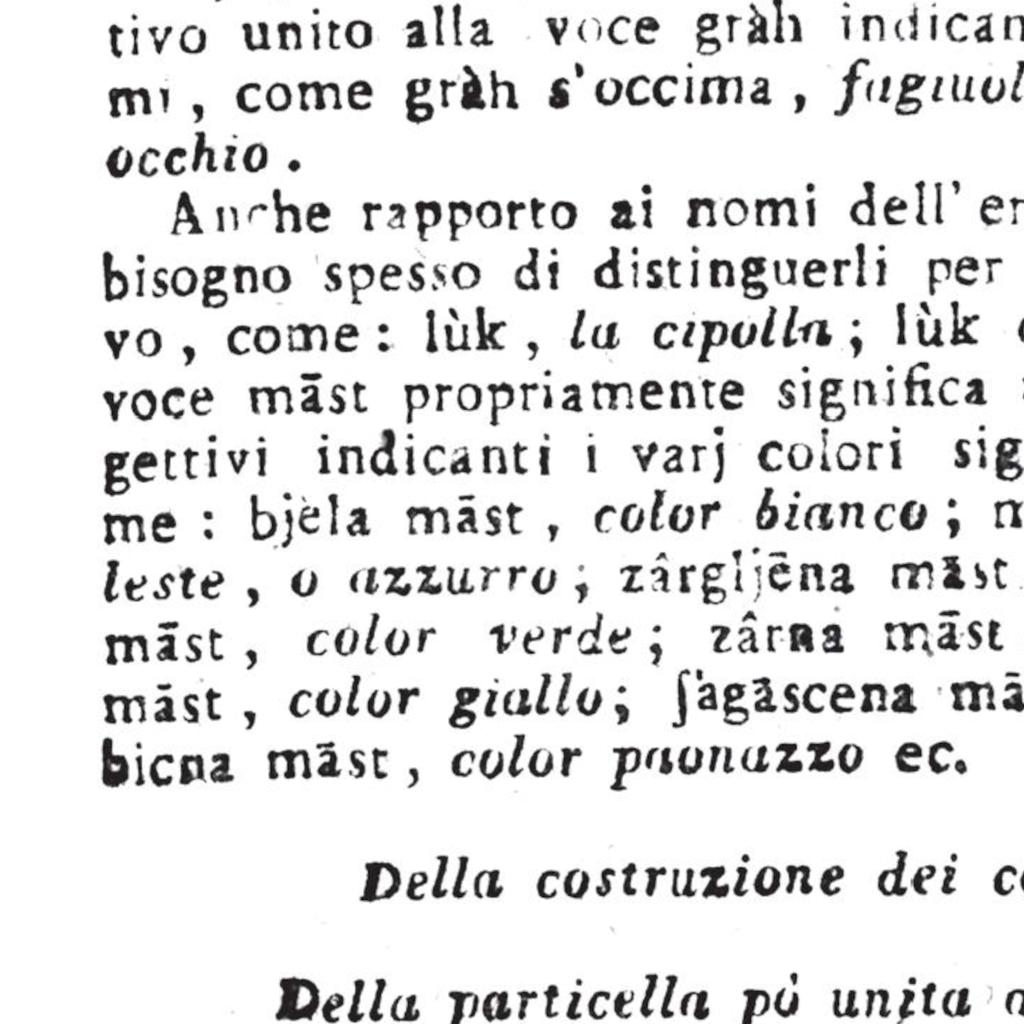 tivo unito alla voce gràh indican
mi, come gràh s'occima, fagiuol
occhio.
Anche rapporto ai nomi dell' er
bisogno spesso di distinguerli per
vo, come: lùk, la cipolla; lùk
voce māst propriamente significa
gettivi indicanti i varj colori sig
me: bjèla māst, color bianco; m
leste, o azzurro; zârgljēna māst
māst, color verde; zârna māst
māst, color giallo; ʃàgāscena mā
bicna māst, color paonazzo ec.
Della costruzione dei co
Della particella pò unita a